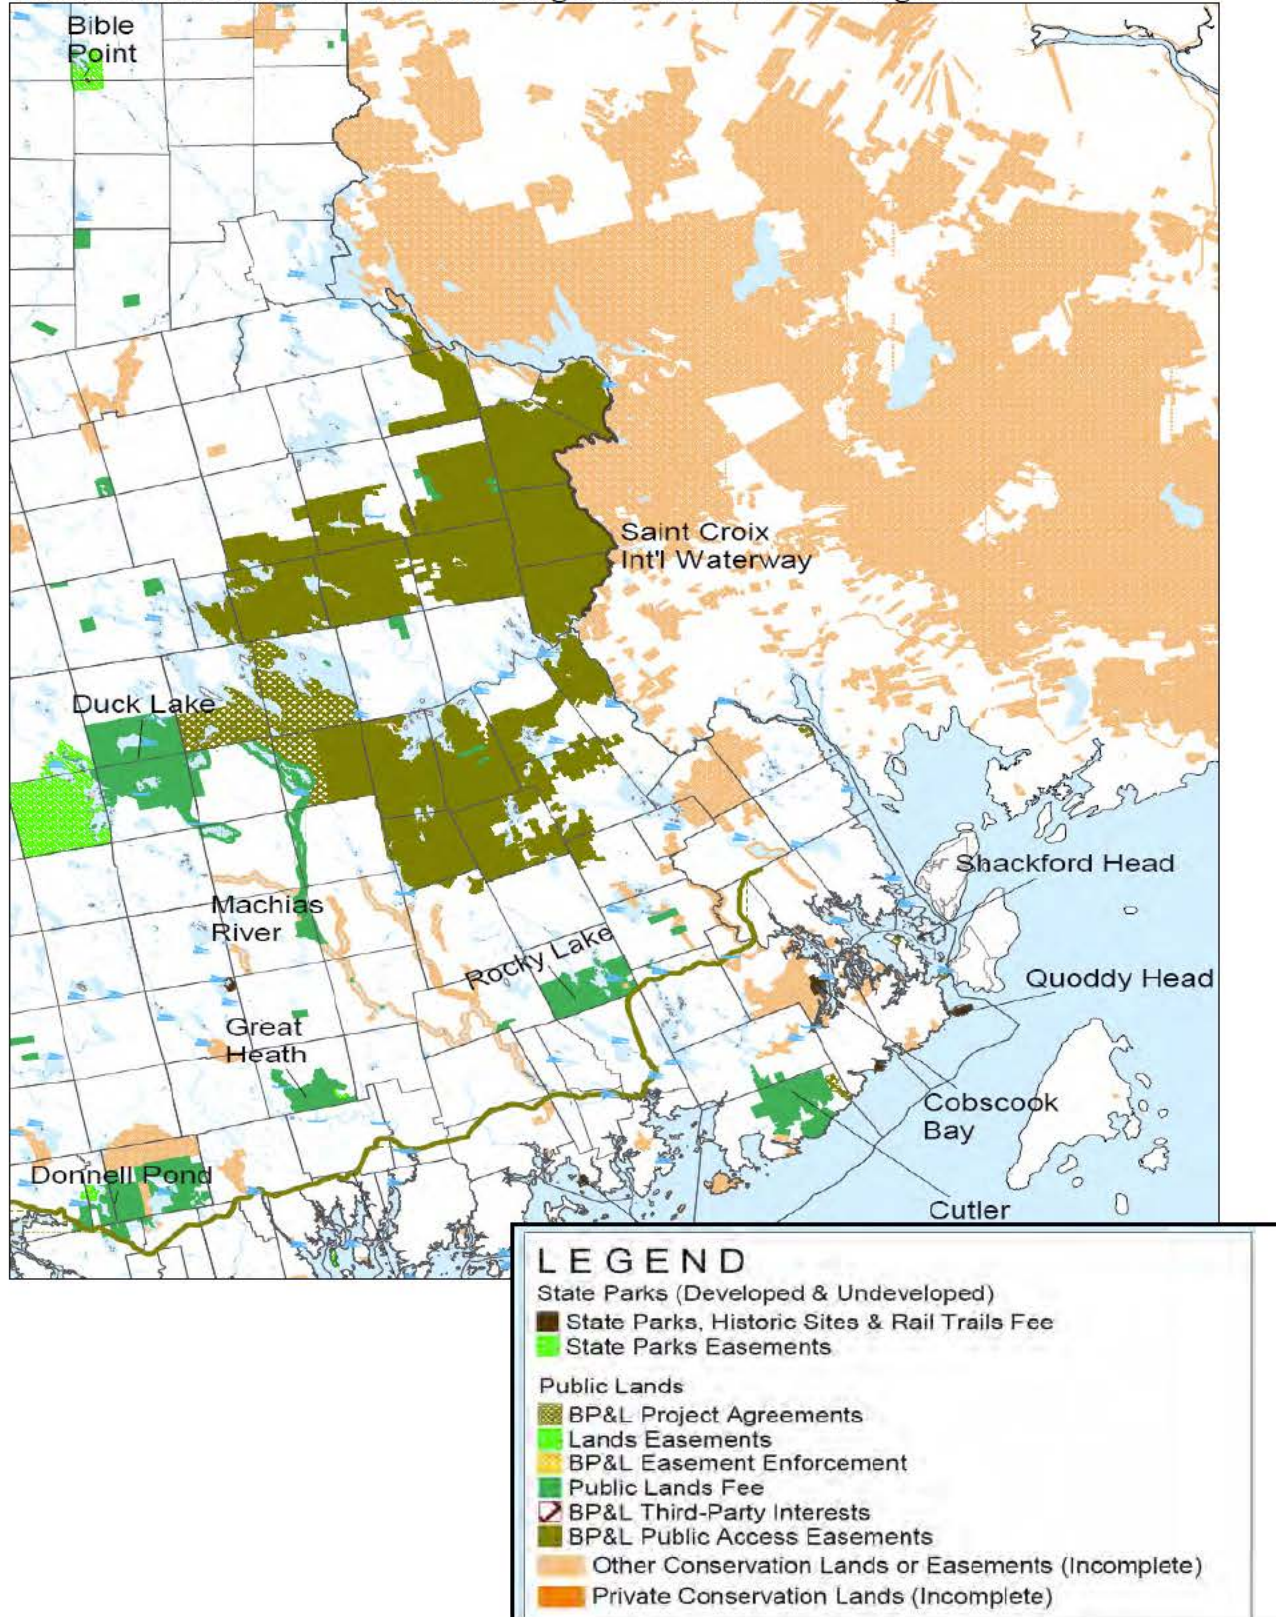 Bible
Point
Saint Croix
Int'l Waterway
Duck Lake
Shackford Head
Machias
River
Rocky Lake
Quoddy Head
Great
Heath
Cobscook
Bay
Donnell Pond
Cutler
LEGEND
State Parks (Developed & Undeveloped)
State Parks, Historic Sites & Rail Trails Fee
State Parks Easements
Public Lands
BP&L Project Agreements
Lands Easements
BP&L Easement Enforcement
Public Lands Fee
BP&L Third-Party Interests
BP&L Public Access Easements
Other Conservation Lands or Easements (Incomplete)
Private Conservation Lands (Incomplete)